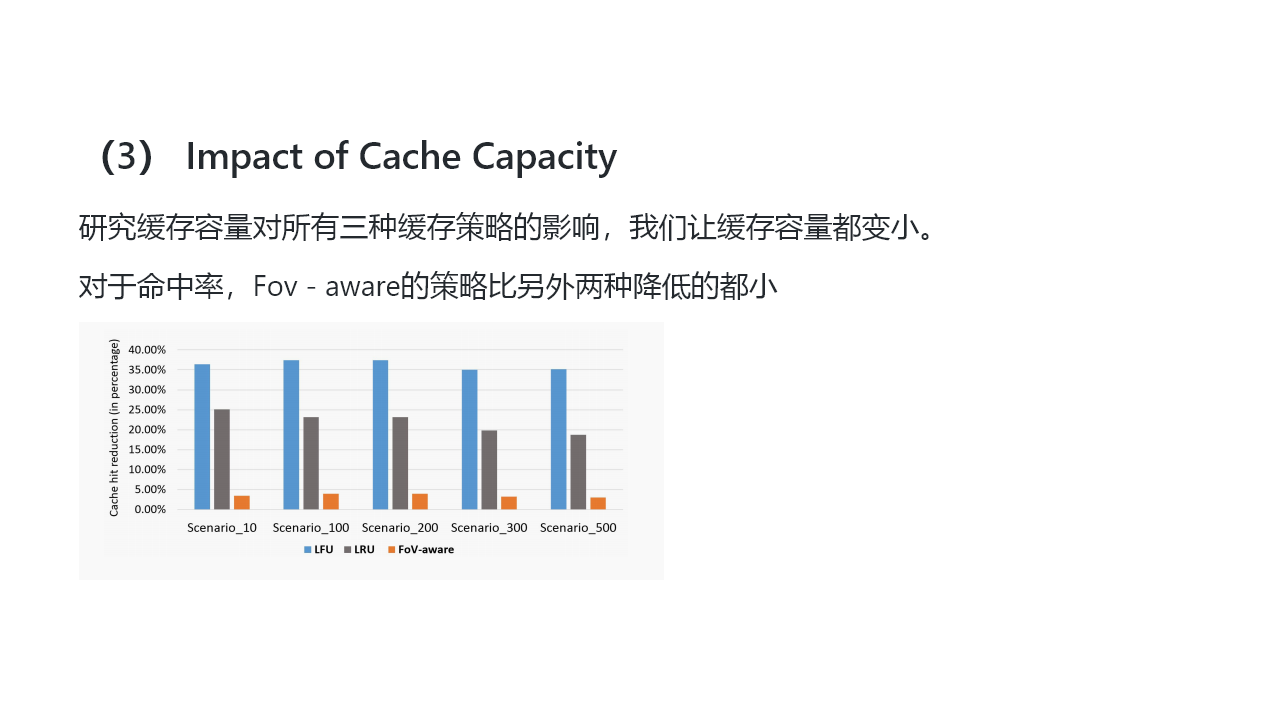 （3） Impact of Cache Capacity
研究缓存容量对所有三种缓存策略的影响，我们让缓存容量都变小。
对于命中率，Fov - aware的策略比另外两种降低的都小
Cache hit reduction (in percentage)
40.00%
35.00%
30.00%
25.00%
20.00%
15.00%
10.00%
5.00%
0.00%
Scenario_10 Scenario_100 Scenario_200 Scenario_300 Scenario_500
LFU LRU FoV-aware